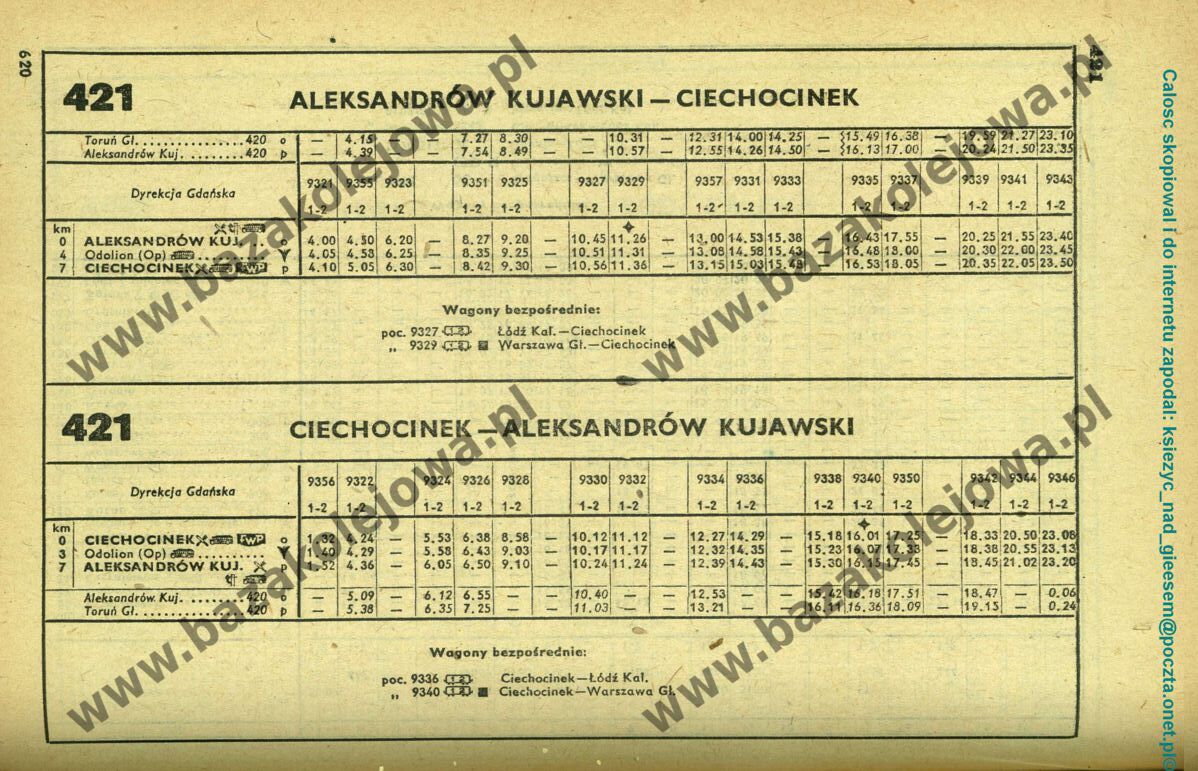 620
421
421 ALEKSANDRÓW KUJAWSKI — CIECHOCINEK
Toruń Gł. 420 o — 4.15 — — 7.27 8.30 — — 10.31 — 12.31 14.00 14.25 — 15.49 16.38 — 19.59 21.27 23.10
Aleksandrów Kuj. 420 p — 4.39 — — 7.54 8.49 — — 10.57 — 12.55 14.26 14.50 — 16.13 17.00 — 20.24 21.50 23.35
Dyrekcja Gdańska 9321 9355 9323 9351 9325 9327 9329 9357 9331 9333 9335 9337 9339 9341 9343
1-2 1-2 1-2 1-2 1-2 1-2 1-2 1-2 1-2 1-2 1-2 1-2 1-2 1-2 1-2
km
0 ALEKSANDRÓW KUJ. . . o 4.00 4.50 6.20 — 8.27 9.20 — 10.45 11.26 — 13.00 14.53 15.38 — 16.43 17.55 — 20.25 21.55 23.40
4 Odolion (Op) 4.05 4.58 6.25 — 8.35 9.25 — 10.51 11.31 — 13.08 14.58 15.43 — 16.48 18.00 — 20.30 22.00 23.45
7 CIECHOCINEK FWP p 4.10 5.05 6.30 — 8.42 9.30 — 10.56 11.36 — 13.15 15.03 15.48 — 16.53 18.05 — 20.35 22.05 23.50
Wagony bezpośrednie:
poc. 9327 1-2 Łódź Kal.—Ciechocinek
„ 9329 1-2 Warszawa Gł.—Ciechocinek
421 CIECHOCINEK — ALEKSANDRÓW KUJAWSKI
Dyrekcja Gdańska 9356 9322 9324 9326 9328 9330 9332 9334 9336 9338 9340 9350 9342 9344 9346
1-2 1-2 1-2 1-2 1-2 1-2 1-2 1-2 1-2 1-2 1-2 1-2 1-2 1-2 1-2
km
0 CIECHOCINEK FWP o 1.32 4.24 — 5.53 6.38 8.58 — 10.12 11.12 — 12.27 14.29 — 15.18 16.01 17.25 — 18.33 20.50 23.08
3 Odolion (Op) 1.40 4.29 — 5.58 6.43 9.03 — 10.17 11.17 — 12.32 14.35 — 15.23 16.07 17.33 — 18.38 20.55 23.13
7 ALEKSANDRÓW KUJ. p 1.52 4.36 — 6.05 6.50 9.10 — 10.24 11.24 — 12.39 14.43 — 15.30 16.15 17.45 — 18.45 21.02 23.20
Aleksandrów Kuj. 420 o — 5.09 — 6.12 6.55 — — 10.40 — — 12.53 — — 15.42 16.18 17.51 — 18.47 — 0.06
Toruń Gł. 420 p — 5.38 — 6.35 7.25 — — 11.03 — — 13.21 — — 16.11 16.36 18.09 — 19.15 — 0.24
Wagony bezpośrednie:
poc. 9336 1-2 Ciechocinek—Łódź Kal.
„ 9340 1-2 Ciechocinek—Warszawa Gł.
www.bazakolejowa.pl
www.bazakolejowa.pl
www.bazakolejowa.pl
www.bazakolejowa.pl
Calosc skopiowal i do internetu zapodal: ksiezyc_nad_gieesem@poczta.onet.pl@